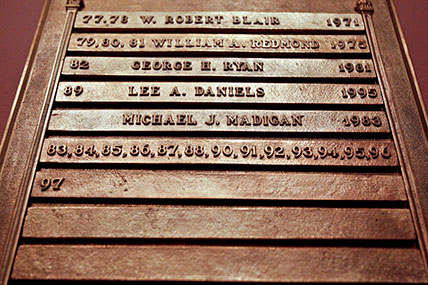 77,78 W. ROBERT BLAIR 1971
79,80,81 WILLIAM A. REDMOND 1975
82 GEORGE H. RYAN 1981
89 LEE A. DANIELS 1995
MICHAEL J. MADIGAN 1983
83,84,85,86,87,88,90,91,92,93,94,95,96
97